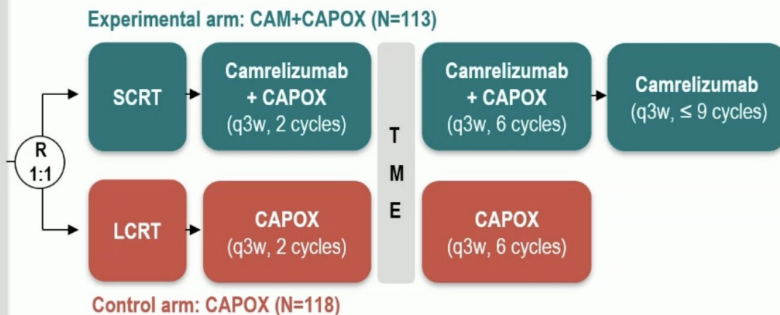 Experimental arm: CAM+CAPOX (N=113)
SCRT
Camrelizumab
+ CAPOX
(q3w, 2 cycles)
Camrelizumab
+ CAPOX
(q3w, 6 cycles)
Camrelizumab
(q3w, ≤ 9 cycles)
R
1:1
T
M
E
LCRT
CAPOX
(q3w, 2 cycles)
CAPOX
(q3w, 6 cycles)
Control arm: CAPOX (N=118)